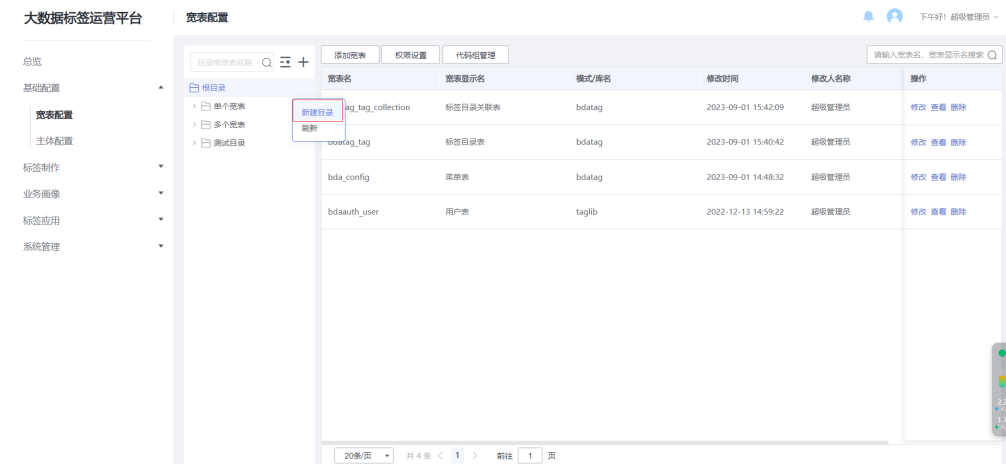 大数据标签运营平台
宽表配置
下午好！超级管理员
总览
基础配置
宽表配置
主体配置
标签制作
业务画像
标签应用
系统管理
目录或宽表名称
根目录
单个宽表
多个宽表
测试目录
新建目录
刷新
添加宽表 权限设置 代码组管理
请输入宽表名、宽表显示名搜索
宽表名 宽表显示名 模式/库名 修改时间 修改人名称 操作
ag_tag_collection 标签目录关联表 bdatag 2023-09-01 15:42:09 超级管理员 修改 查看 删除
bdatag_tag 标签目录表 bdatag 2023-09-01 15:40:42 超级管理员 修改 查看 删除
bda_config 菜单表 bdatag 2023-09-01 14:48:32 超级管理员 修改 查看 删除
bdaauth_user 用户表 taglib 2022-12-13 14:59:22 超级管理员 修改 查看 删除
20条/页 共 4 条 1 前往 1 页